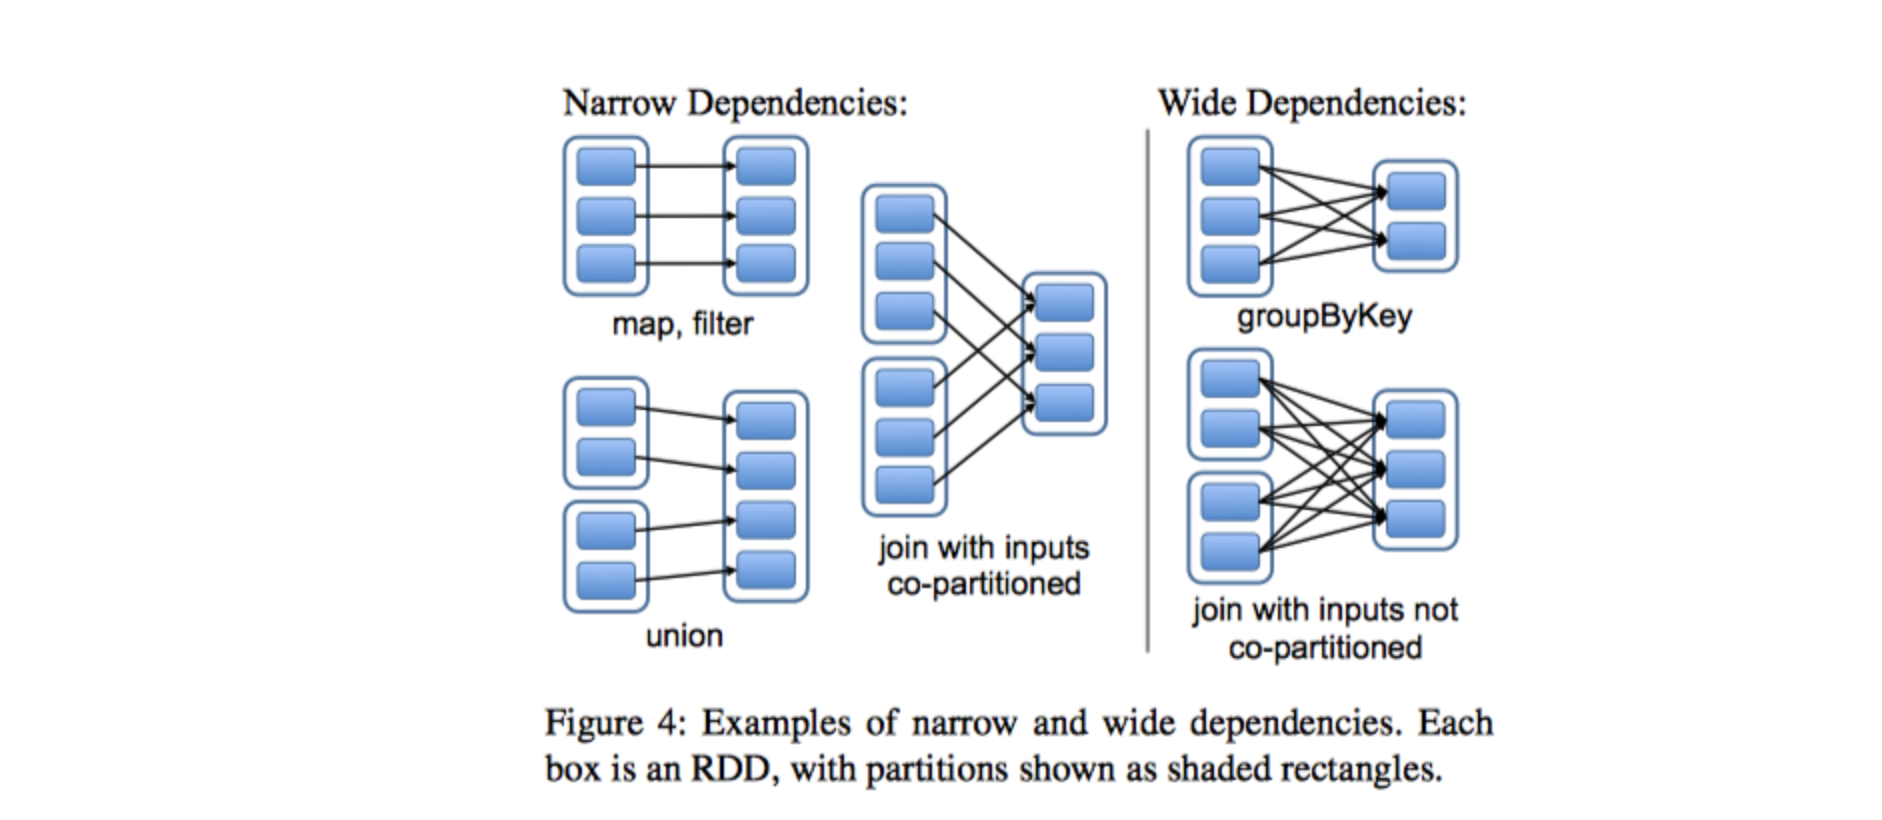 Narrow Dependencies:
map, filter
union
join with inputs
co-partitioned
Wide Dependencies:
groupByKey
join with inputs not
co-partitioned
Figure 4: Examples of narrow and wide dependencies. Each
box is an RDD, with partitions shown as shaded rectangles.